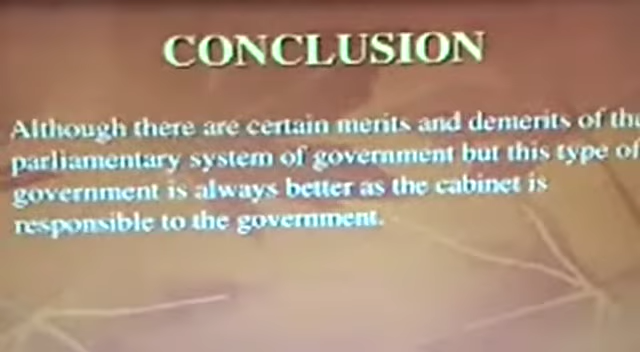 CONCLUSION
Although there are certain merits and demerits of the
parliamentary system of government but this type of
government is always better as the cabinet is
responsible to the government.